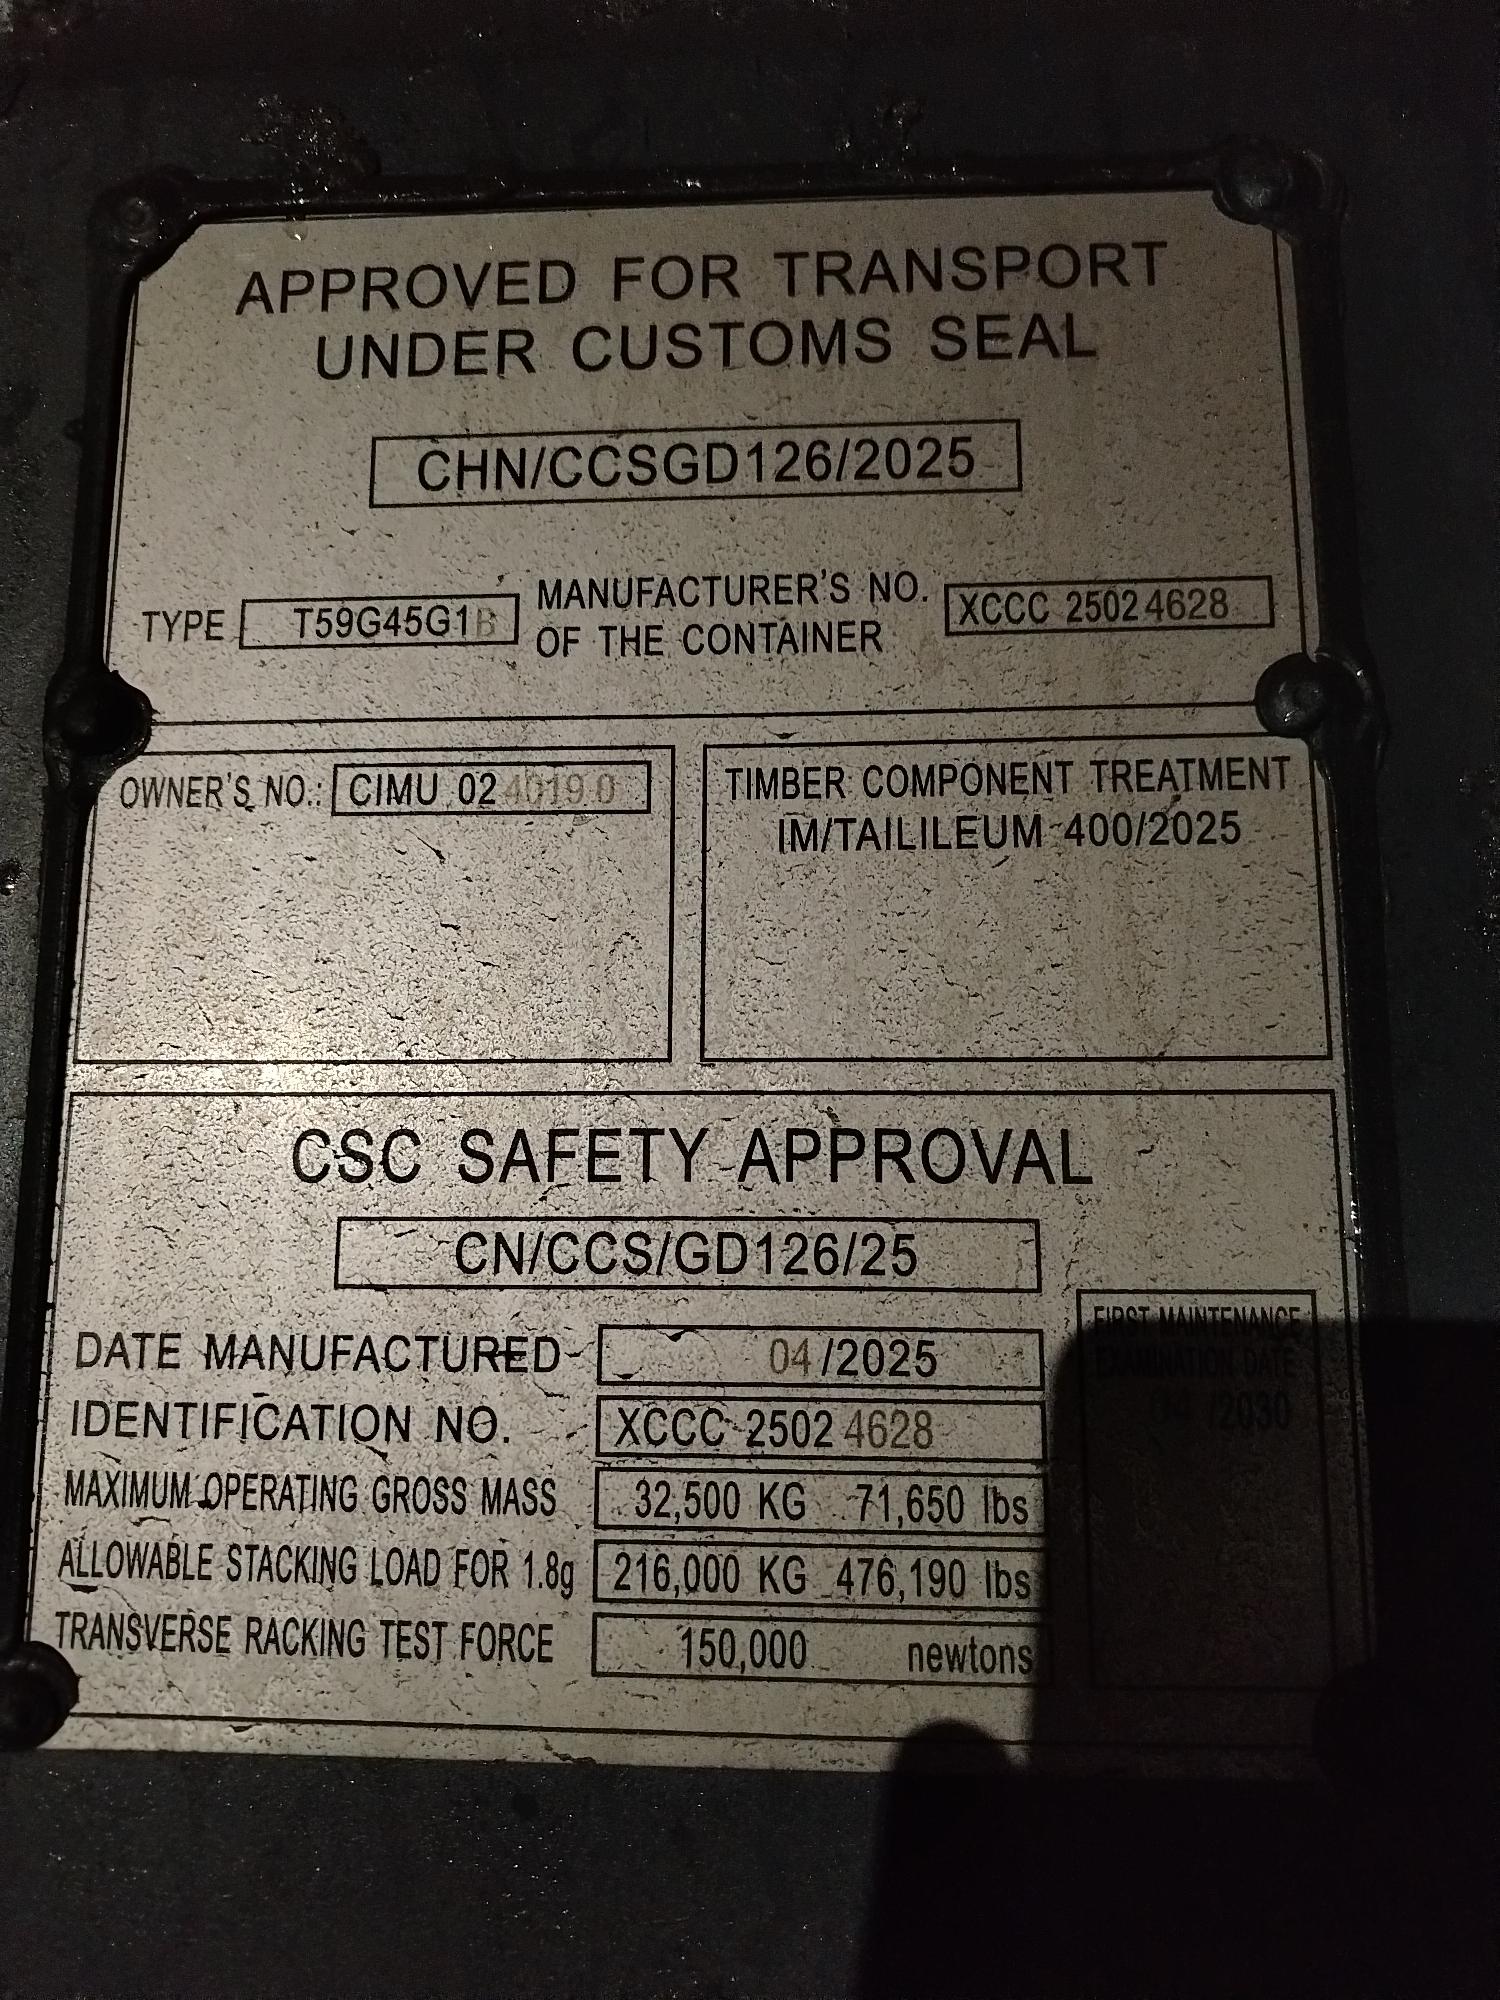 APPROVED FOR TRANSPORT
UNDER CUSTOMS SEAL
CHN/CCSGD126/2025
TYPE T59G45G1B
MANUFACTURER'S NO.
OF THE CONTAINER
XCCC 25024628
OWNER'S NO.: CIMU 024019 0
TIMBER COMPONENT TREATMENT
IM/TAILILEUM 400/2025
CSC SAFETY APPROVAL
CN/CCS/GD126/25
DATE MANUFACTURED 04/2025
IDENTIFICATION NO. XCCC 25024628
MAXIMUM OPERATING GROSS MASS 32,500 KG 71,650 lbs
ALLOWABLE STACKING LOAD FOR 1.8g 216,000 KG 476,190 lbs
TRANSVERSE RACKING TEST FORCE 150,000 newtons
FIRST MAINTENANCE
EXAMINATION DATE
04 /2030